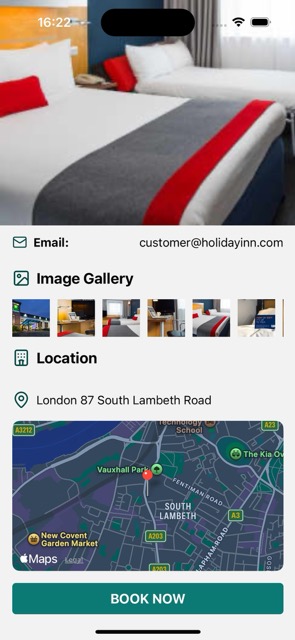 16:22
Email: customer@holidayinn.com
Image Gallery
Location
London 87 South Lambeth Road
A3212
Technology
School
A23
The Kia Ov
Vauxhall Park
FENTIMAN ROAD
SOUTH
LAMBETH
A3
New Covent
Garden Market
A203
CLAPHAM ROAD
Maps
Legal
A203
BOOK NOW